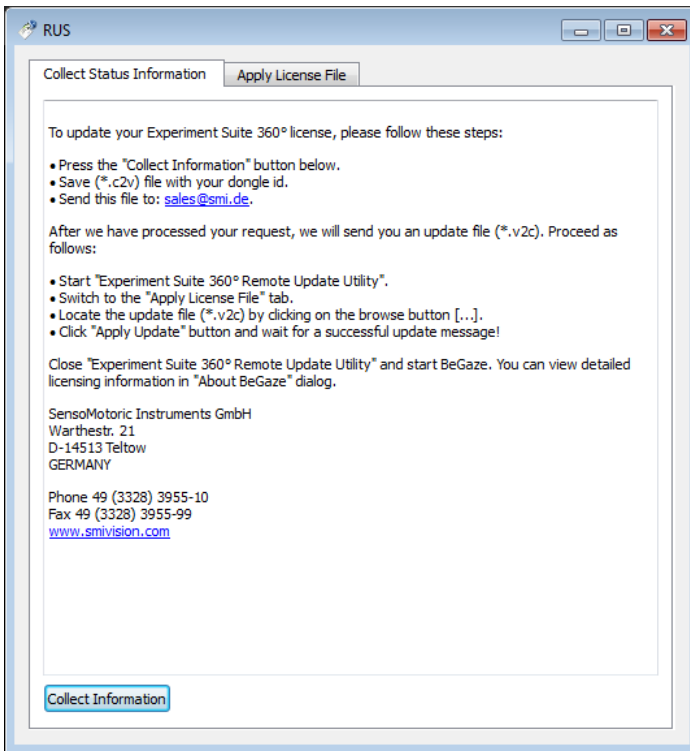 RUS
Collect Status Information
Apply License File
To update your Experiment Suite 360° license, please follow these steps:
• Press the "Collect Information" button below.
• Save (*.c2v) file with your dongle id.
• Send this file to: sales@smi.de.
After we have processed your request, we will send you an update file (*.v2c). Proceed as
follows:
• Start "Experiment Suite 360° Remote Update Utility".
• Switch to the "Apply License File" tab.
• Locate the update file (*.v2c) by clicking on the browse button [...].
• Click "Apply Update" button and wait for a successful update message!
Close "Experiment Suite 360° Remote Update Utility" and start BeGaze. You can view detailed
licensing information in "About BeGaze" dialog.
SensoMotoric Instruments GmbH
Warthestr. 21
D-14513 Teltow
GERMANY
Phone 49 (3328) 3955-10
Fax 49 (3328) 3955-99
www.smivision.com
Collect Information